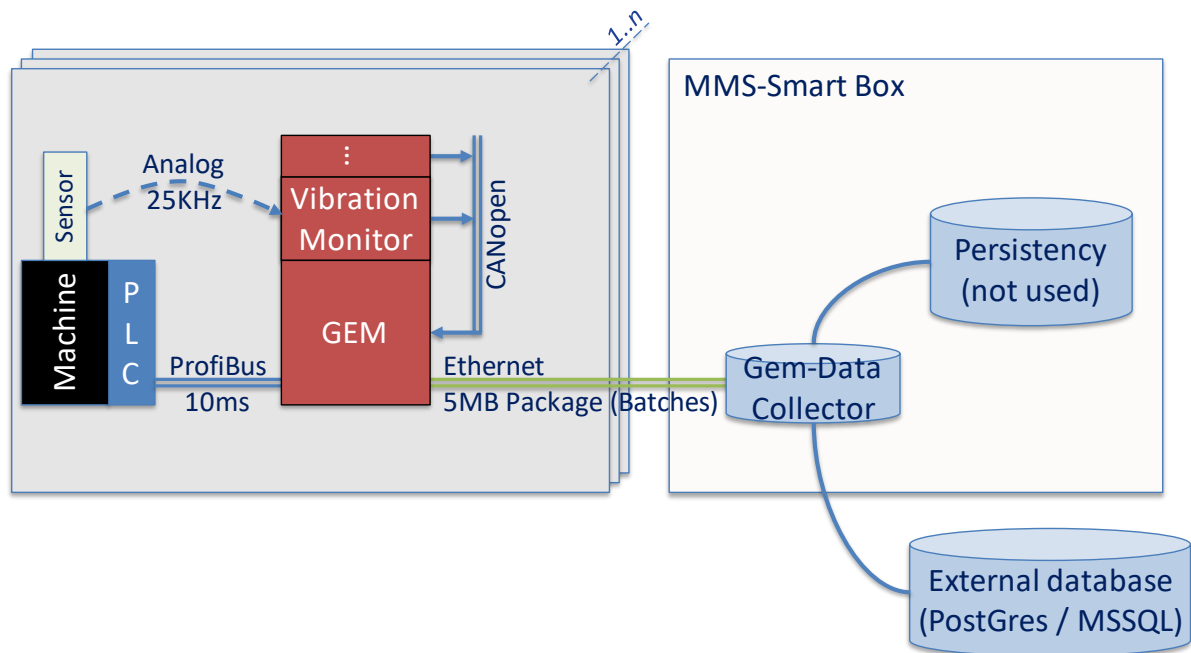 1..n
MMS-Smart Box
Sensor
Analog
25KHz
⋮
Vibration
Monitor
CANopen
Machine
P
L
C
GEM
ProfiBus
10ms
Ethernet
5MB Package (Batches)
Gem-Data
Collector
Persistency
(not used)
External database
(PostGres / MSSQL)